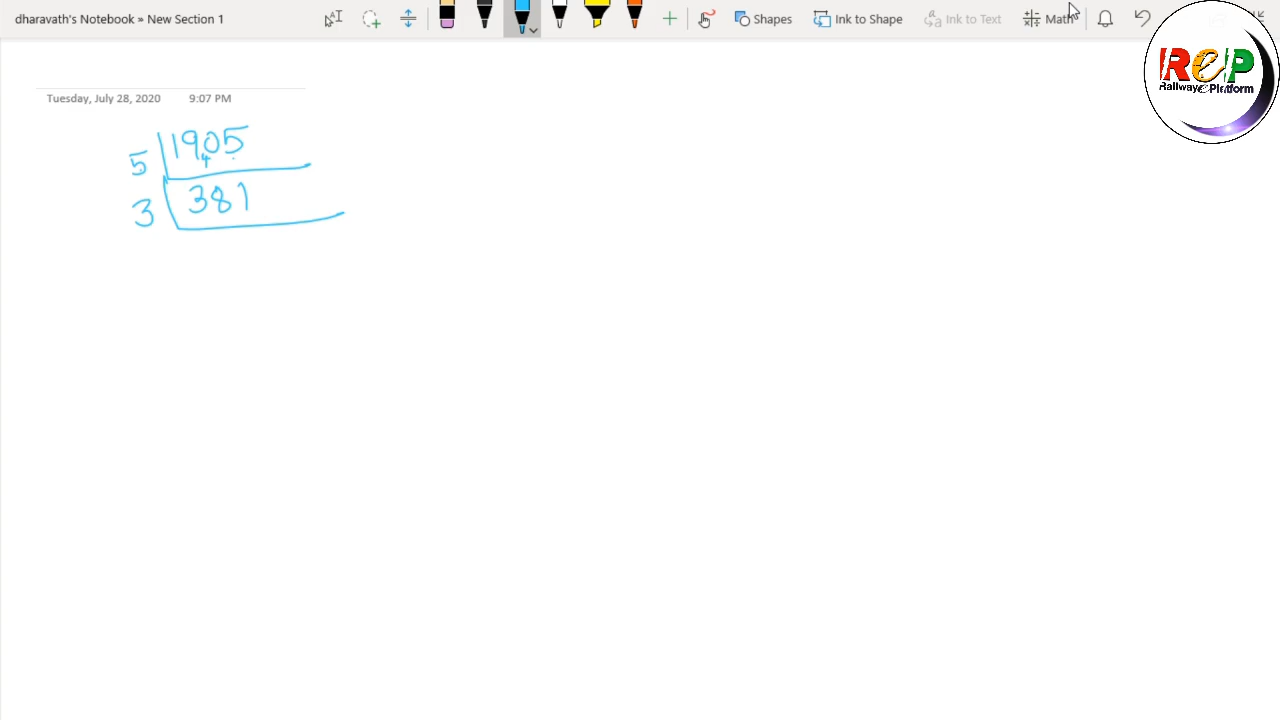 dharavath's Notebook » New Section 1
Shapes
Ink to Shape
Ink to Text
Math
ReP
Railway Platform
Tuesday, July 28, 2020 9:07 PM
5 1905
4
3 381